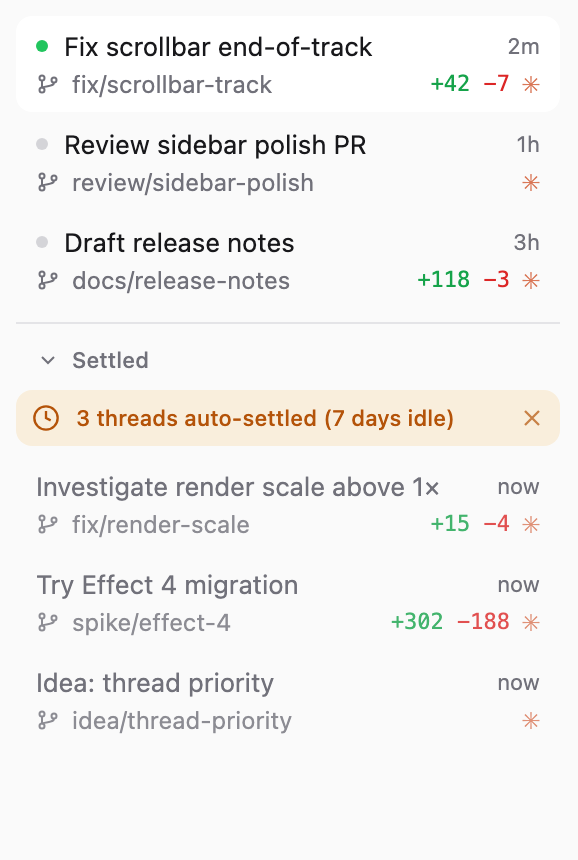 Fix scrollbar end-of-track 2m
fix/scrollbar-track +42 −7
Review sidebar polish PR 1h
review/sidebar-polish
Draft release notes 3h
docs/release-notes +118 −3
Settled
3 threads auto-settled (7 days idle)
Investigate render scale above 1× now
fix/render-scale +15 −4
Try Effect 4 migration now
spike/effect-4 +302 −188
Idea: thread priority now
idea/thread-priority